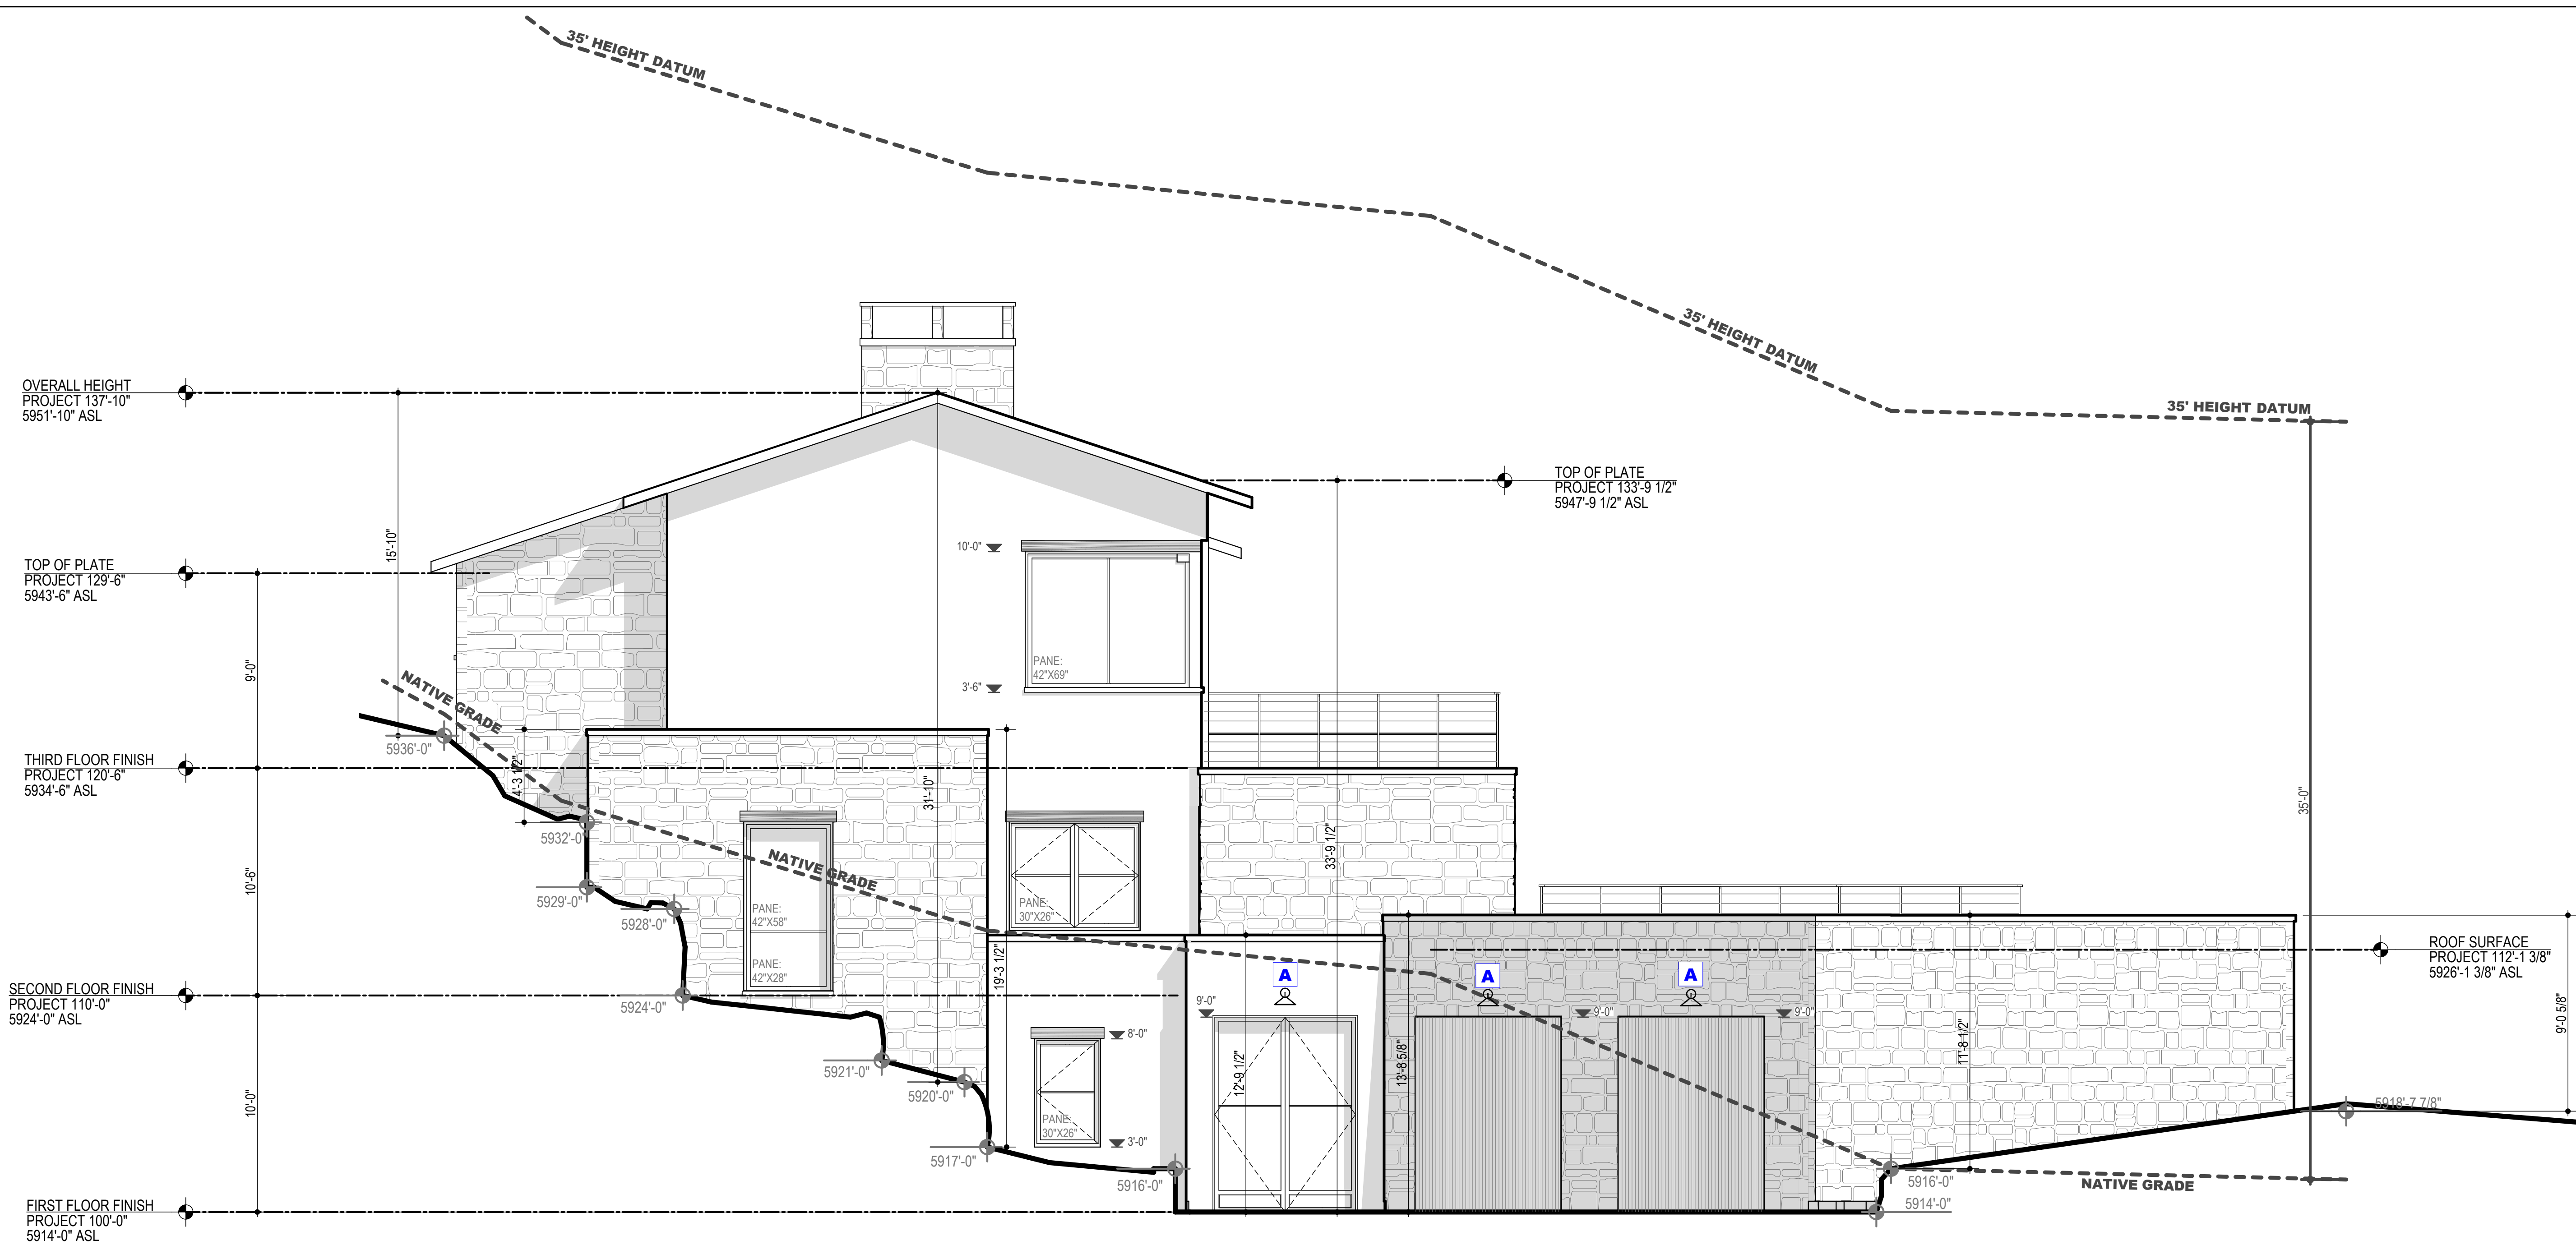 35' HEIGHT DATUM
35' HEIGHT DATUM
35' HEIGHT DATUM
OVERALL HEIGHT
PROJECT 137'-10"
5951'-10" ASL
TOP OF PLATE
PROJECT 133'-9 1/2"
5947'-9 1/2" ASL
TOP OF PLATE
PROJECT 129'-6"
5943'-6" ASL
15'-10"
10'-0"
9'-0"
PANE:
42"X69"
3'-6"
NATIVE GRADE
5936'-0"
THIRD FLOOR FINISH
PROJECT 120'-6"
5934'-6" ASL
4'-3 1/2"
31'-10"
35'-0"
5932'-0"
33'-9 1/2"
NATIVE GRADE
10'-6"
5929'-0"
5928'-0"
PANE:
42"X58"
PANE:
30"X26"
19'-3 1/2"
PANE:
42"X28"
ROOF SURFACE
PROJECT 112'-1 3/8"
5926'-1 3/8" ASL
A
A
A
SECOND FLOOR FINISH
PROJECT 110'-0"
5924'-0" ASL
5924'-0"
9'-0"
9'-0"
9'-0"
9'-0 5/8"
8'-0"
12'-9 1/2"
13'-8 5/8"
11'-8 1/2"
5921'-0"
5920'-0"
10'-0"
PANE:
30"X26"
3'-0"
5918'-7 7/8"
5917'-0"
5916'-0"
5916'-0"
NATIVE GRADE
5914'-0"
FIRST FLOOR FINISH
PROJECT 100'-0"
5914'-0" ASL